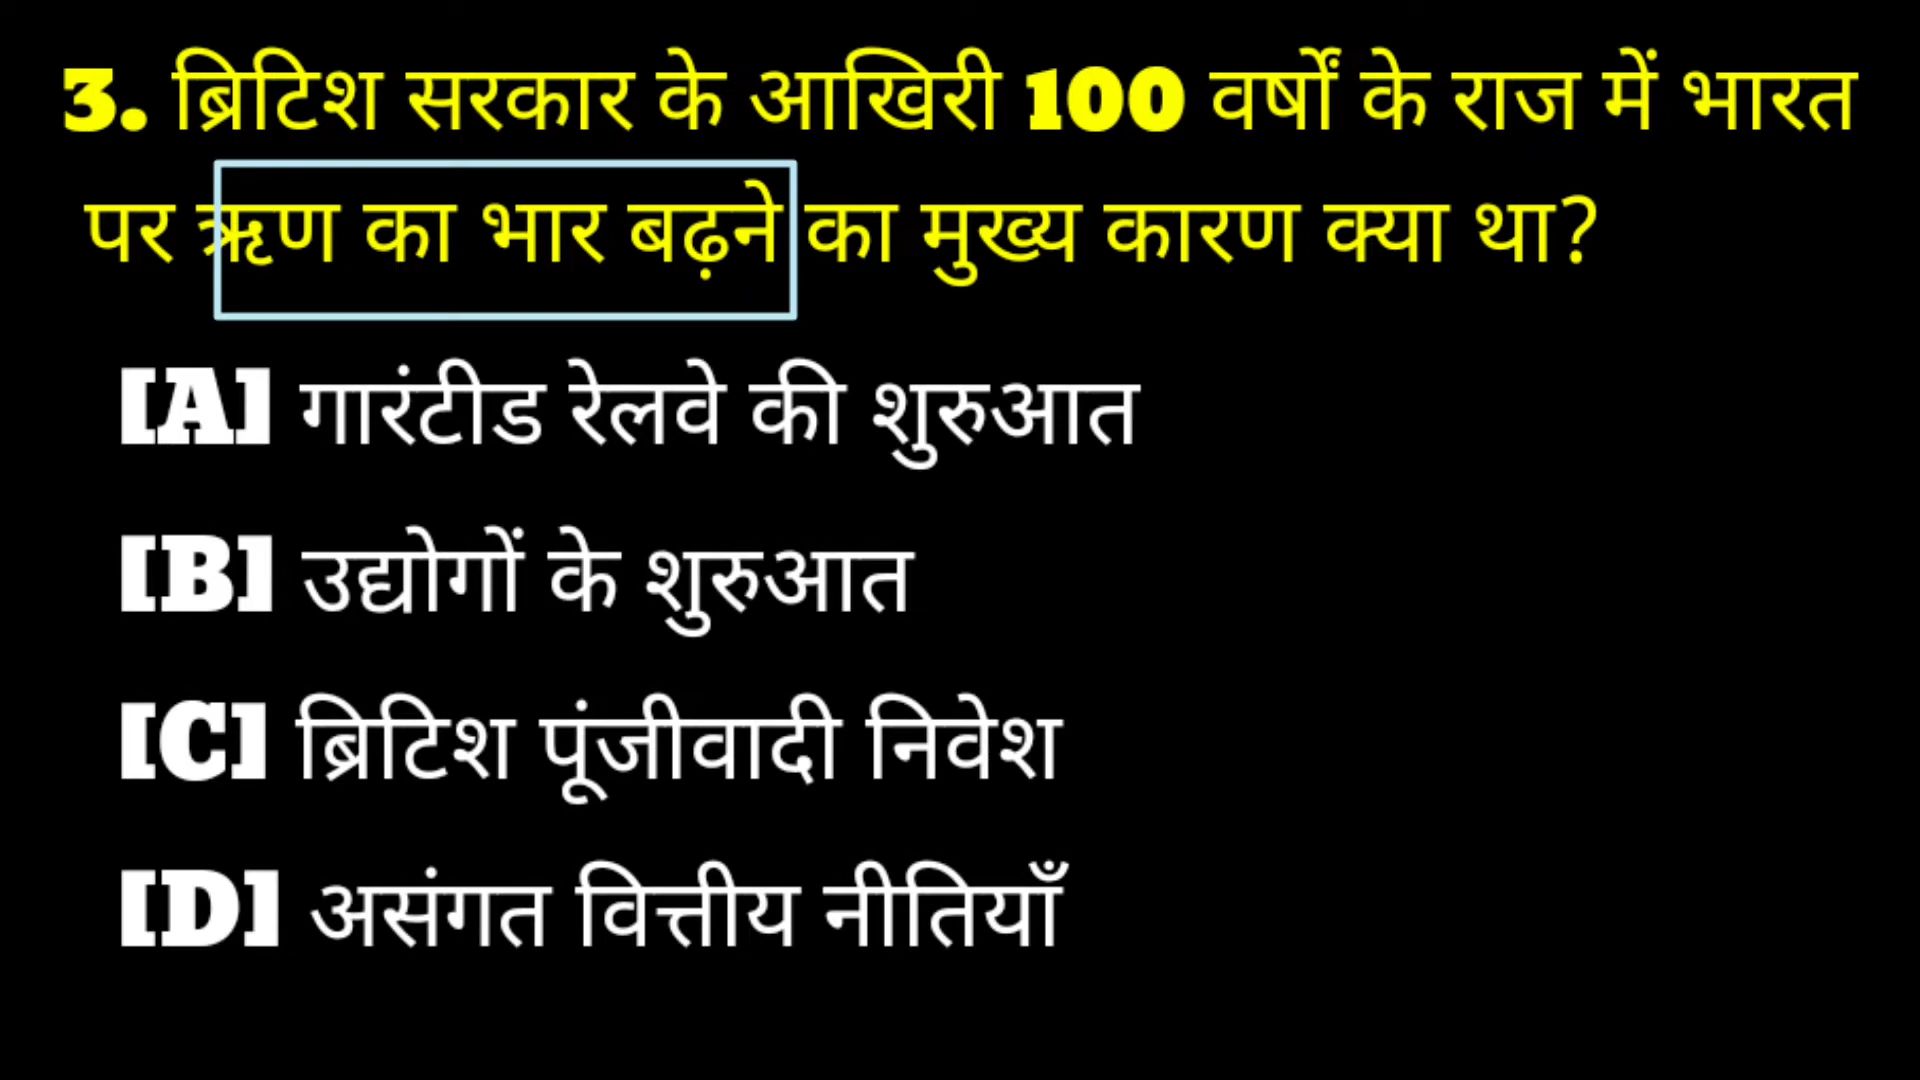 3. ब्रिटिश सरकार के आखिरी 100 वर्षों के राज में भारत
पर ऋण का भार बढ़ने का मुख्य कारण क्या था?
[A] गारंटीड रेलवे की शुरुआत
[B] उद्योगों के शुरुआत
[C] ब्रिटिश पूंजीवादी निवेश
[D] असंगत वित्तीय नीतियाँ